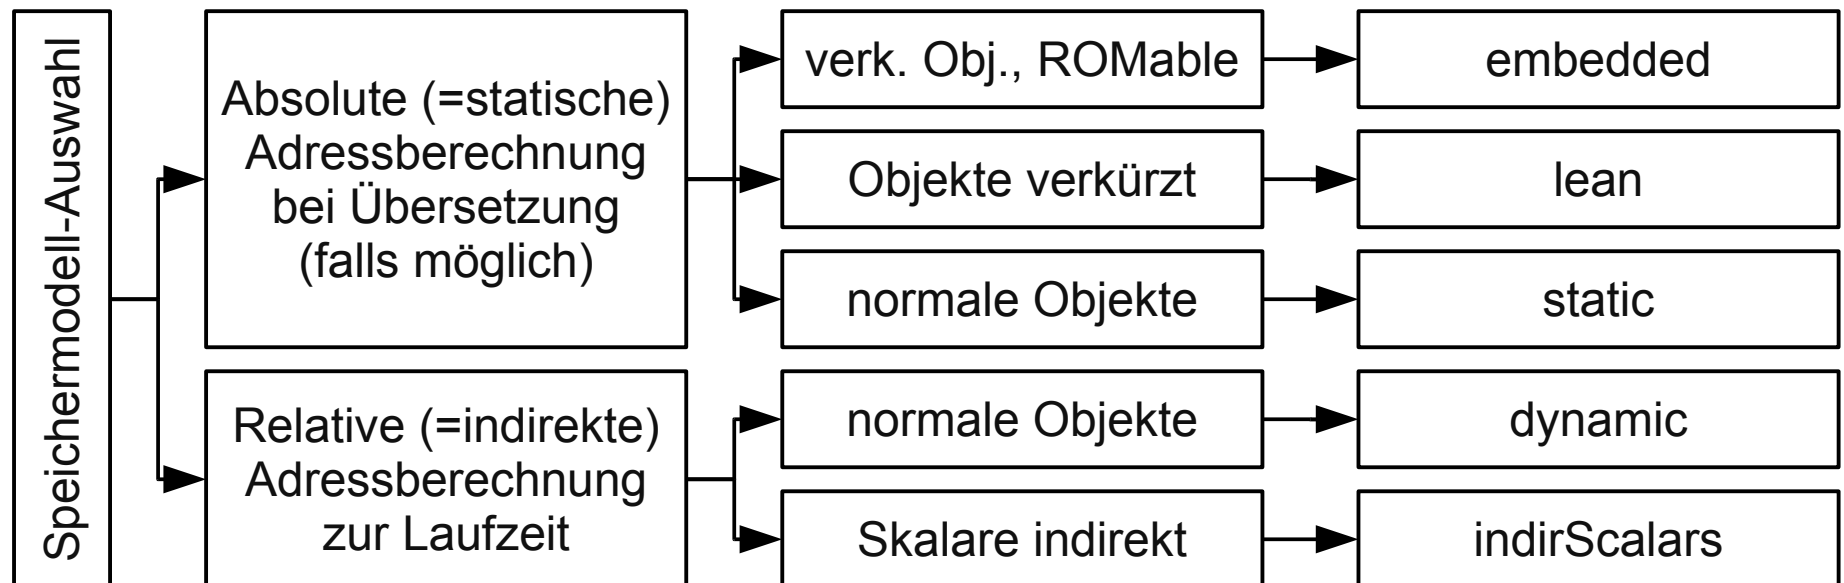 Speichermodell-Auswahl
Absolute (=statische)
Adressberechnung
bei Übersetzung
(falls möglich)
verk. Obj., ROMable
embedded
Objekte verkürzt
lean
normale Objekte
static
Relative (=indirekte)
Adressberechnung
zur Laufzeit
normale Objekte
dynamic
Skalare indirekt
indirScalars